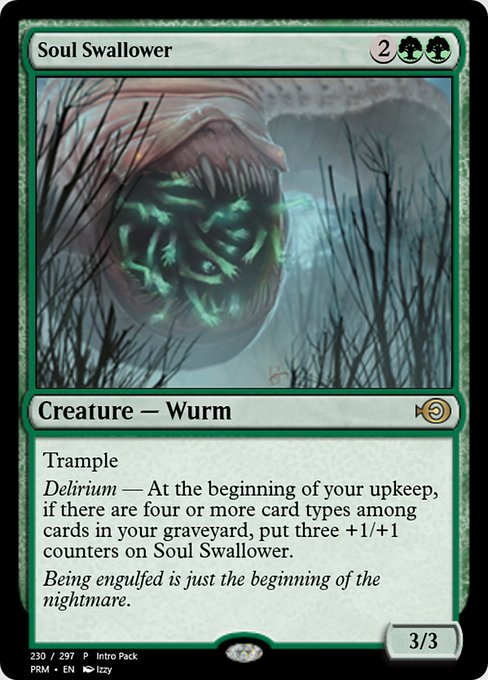 Soul Swallower 2
Creature — Wurm
Trample
Delirium — At the beginning of your upkeep,
if there are four or more card types among
cards in your graveyard, put three +1/+1
counters on Soul Swallower.
Being engulfed is just the beginning of the
nightmare.
3/3
230 / 297 P Intro Pack
PRM • EN Izzy